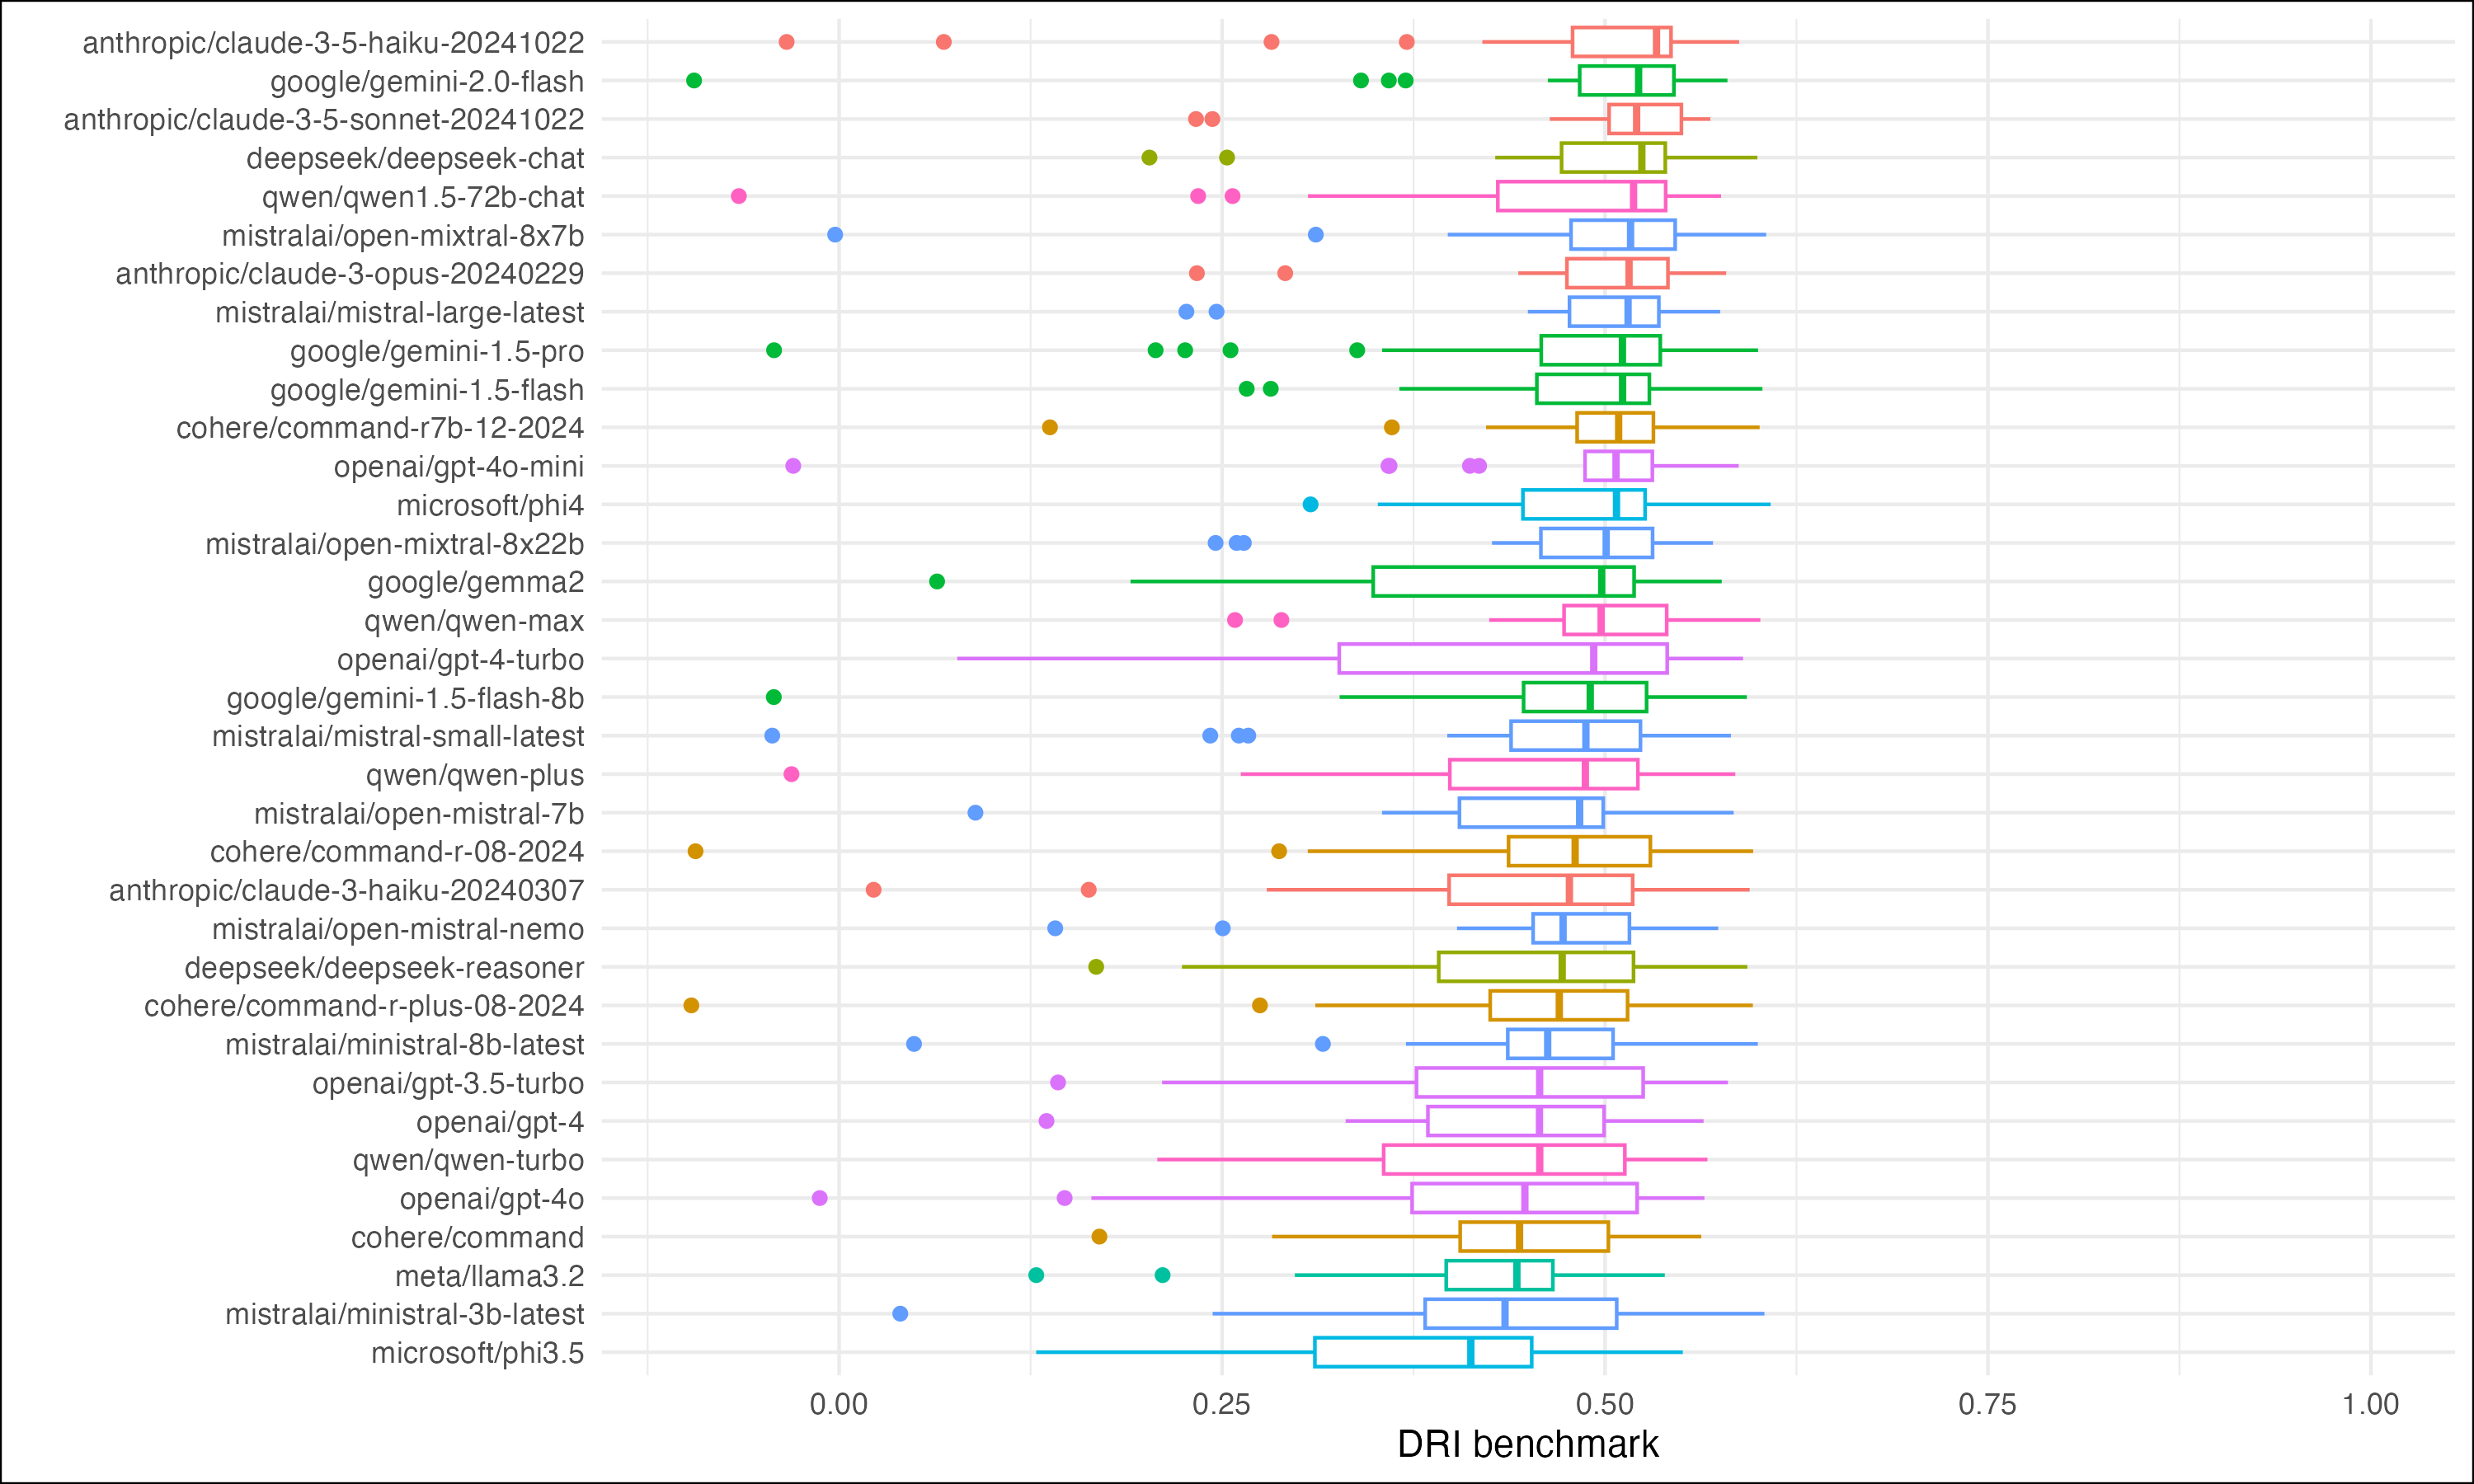 anthropic/claude-3-5-haiku-20241022
google/gemini-2.0-flash
anthropic/claude-3-5-sonnet-20241022
deepseek/deepseek-chat
qwen/qwen1.5-72b-chat
mistralai/open-mixtral-8x7b
anthropic/claude-3-opus-20240229
mistralai/mistral-large-latest
google/gemini-1.5-pro
google/gemini-1.5-flash
cohere/command-r7b-12-2024
openai/gpt-4o-mini
microsoft/phi4
mistralai/open-mixtral-8x22b
google/gemma2
qwen/qwen-max
openai/gpt-4-turbo
google/gemini-1.5-flash-8b
mistralai/mistral-small-latest
qwen/qwen-plus
mistralai/open-mistral-7b
cohere/command-r-08-2024
anthropic/claude-3-haiku-20240307
mistralai/open-mistral-nemo
deepseek/deepseek-reasoner
cohere/command-r-plus-08-2024
mistralai/ministral-8b-latest
openai/gpt-3.5-turbo
openai/gpt-4
qwen/qwen-turbo
openai/gpt-4o
cohere/command
meta/llama3.2
mistralai/ministral-3b-latest
microsoft/phi3.5
0.00 0.25 0.50 0.75 1.00
DRI benchmark